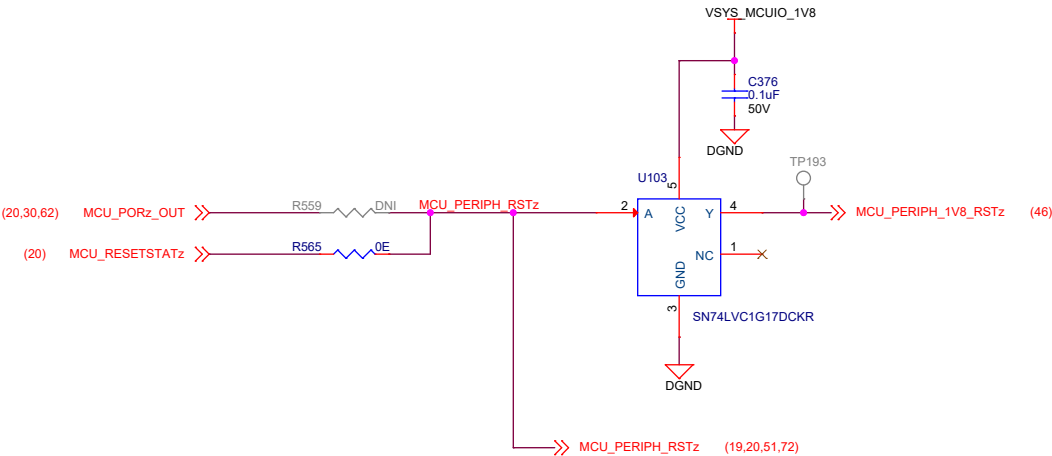 VSYS_MCUIO_1V8
C376
0.1uF
50V
DGND
TP193
U103
5
(20,30,62) MCU_PORz_OUT R559 DNI MCU_PERIPH_RSTz 2 A VCC Y 4 MCU_PERIPH_1V8_RSTz (46)
(20) MCU_RESETSTATz R565 0E NC 1
GND
3
SN74LVC1G17DCKR
DGND
MCU_PERIPH_RSTz (19,20,51,72)